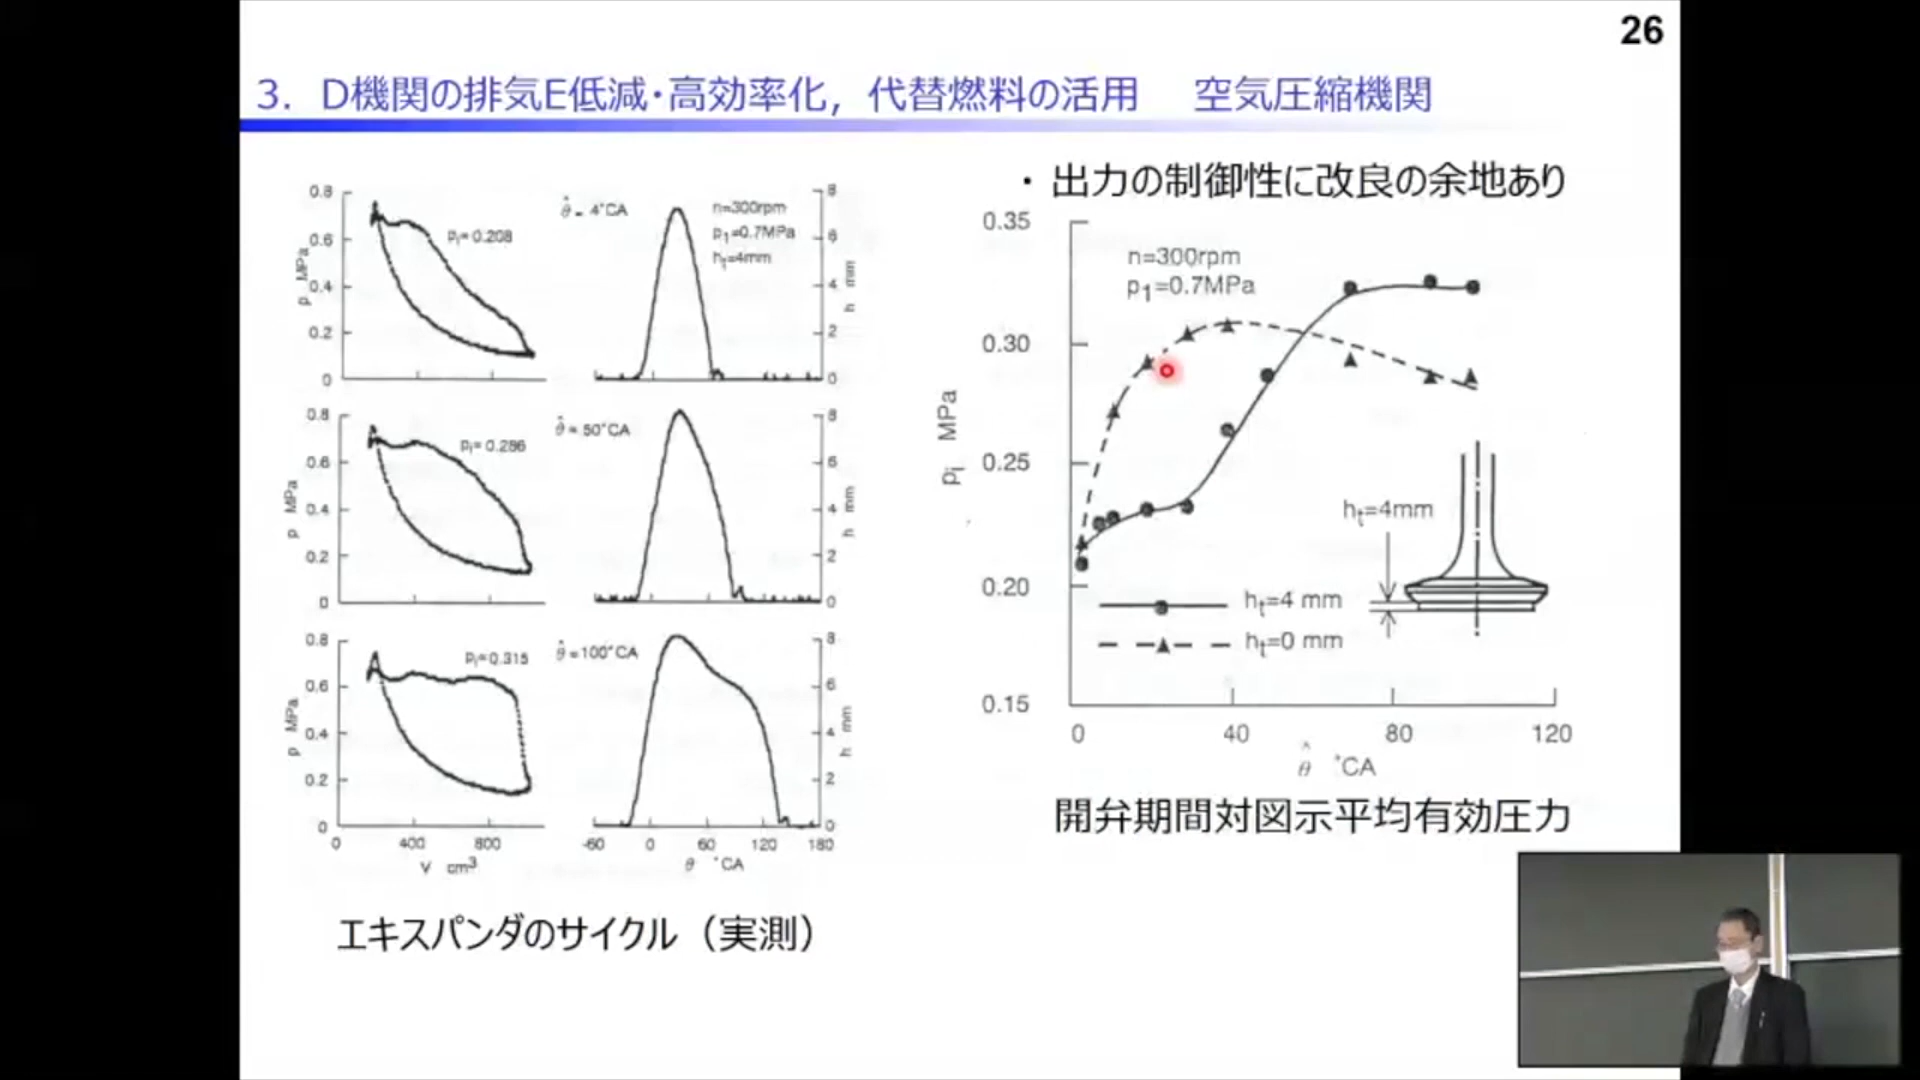 26
3．D機関の排気E低減・高効率化，代替燃料の活用　空気圧縮機関
・出力の制御性に改良の余地あり
0.8
0.6
0.4
0.2
0
p MPa
pi=0.208
θ̂=4°CA
n=300rpm
p1=0.7MPa
ht=4mm
8
6
4
2
0
h mm
0.8
0.6
0.4
0.2
0
p MPa
pi=0.286
θ̂=50°CA
8
6
4
2
0
h mm
0.8
0.6
0.4
0.2
0
p MPa
pi=0.315
θ̂=100°CA
8
6
4
2
0
h mm
0 400 800
V cm3
-60 0 60 120 180
θ °CA
エキスパンダのサイクル（実測）
0.35
0.30
0.25
0.20
0.15
pi MPa
n=300rpm
p1=0.7MPa
ht=4mm
ht=4 mm
ht=0 mm
0 40 80 120
θ̂ °CA
開弁期間対図示平均有効圧力